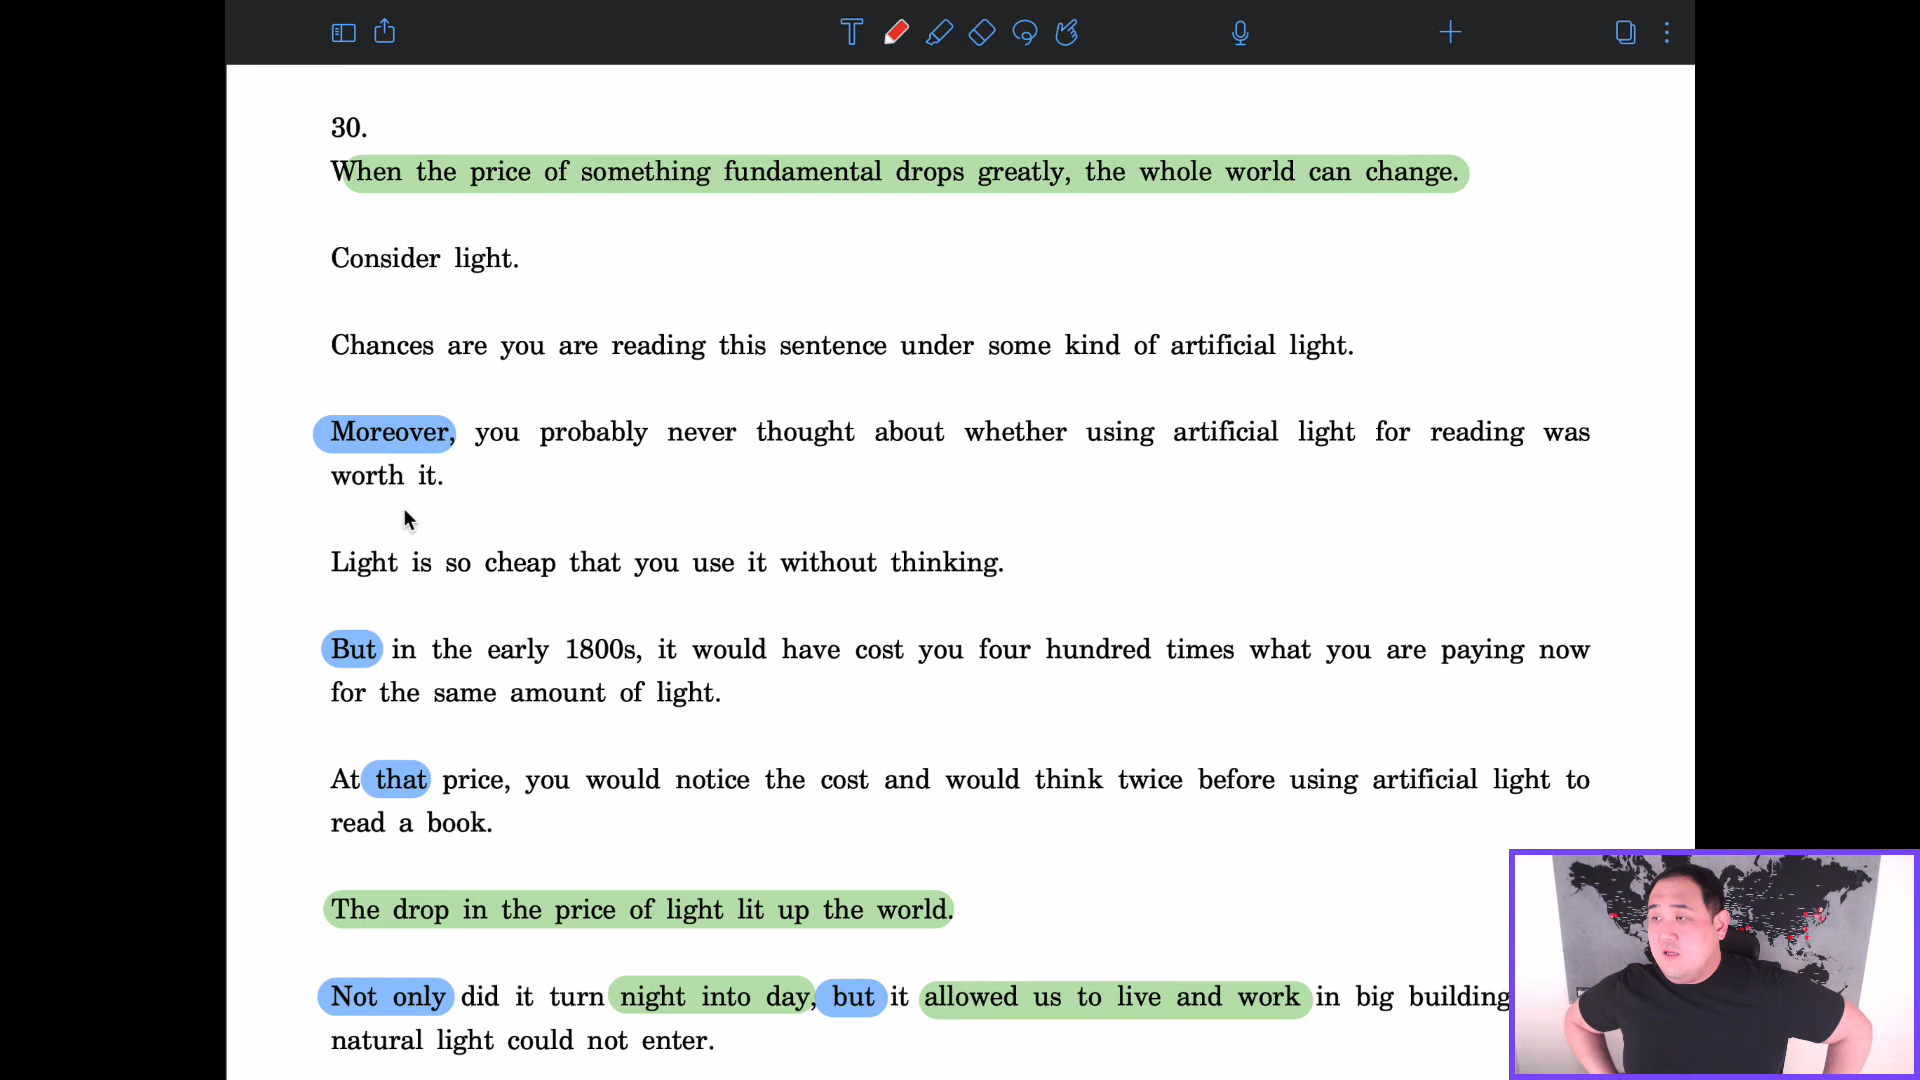 30.
When the price of something fundamental drops greatly, the whole world can change.
Consider light.
Chances are you are reading this sentence under some kind of artificial light.
Moreover, you probably never thought about whether using artificial light for reading was
worth it.
Light is so cheap that you use it without thinking.
But in the early 1800s, it would have cost you four hundred times what you are paying now
for the same amount of light.
At that price, you would notice the cost and would think twice before using artificial light to
read a book.
The drop in the price of light lit up the world.
Not only did it turn night into day, but it allowed us to live and work in big building
natural light could not enter.